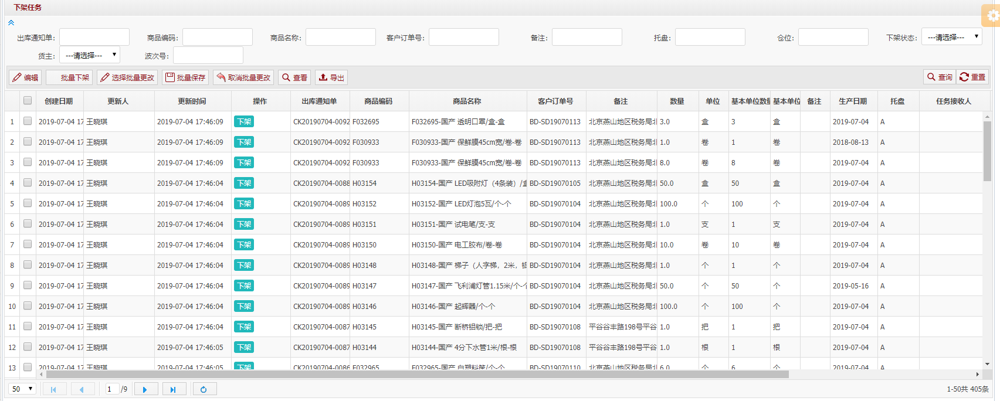 下架任务
出库通知单: 商品编码: 商品名称: 客户订单号: 备注: 托盘: 仓位: 下架状态: ---请选择---
货主: ---请选择--- 波次号:
编辑 批量下架 选择批量更改 批量保存 取消批量更改 查看 导出 查询 重置
创建日期 更新人 更新时间 操作 出库通知单 商品编码 商品名称 客户订单号 备注 数量 单位 基本单位数量 基本单位 备注 生产日期 托盘 任务接收人
1 2019-07-04 17 王晓琪 2019-07-04 17:46:09 下架 CK20190704-0092 F032695 F032695-国产 透明口罩/盒-盒 BD-SD19070113 北京燕山地区税务局北 3.0 盒 3 盒 2019-07-04 A
2 2019-07-04 17 王晓琪 2019-07-04 17:46:09 下架 CK20190704-0092 F030933 F030933-国产 保鲜膜45cm宽/卷-卷 BD-SD19070113 北京燕山地区税务局北 1.0 卷 1 卷 2018-08-13 A
3 2019-07-04 17 王晓琪 2019-07-04 17:46:09 下架 CK20190704-0092 F030933 F030933-国产 保鲜膜45cm宽/卷-卷 BD-SD19070113 北京燕山地区税务局北 8.0 卷 8 卷 2019-07-04 A
4 2019-07-04 17 王晓琪 2019-07-04 17:46:04 下架 CK20190704-0088 H03154 H03154-国产 LED吸附灯（4条装）/盒 BD-SD19070105 北京燕山地区税务局北 50.0 盒 50 盒 2019-07-04 A
5 2019-07-04 17 王晓琪 2019-07-04 17:46:04 下架 CK20190704-0089 H03152 H03152-国产 LED灯泡5瓦/个-个 BD-SD19070104 北京燕山地区税务局北 100.0 个 100 个 2019-07-04 A
6 2019-07-04 17 王晓琪 2019-07-04 17:46:04 下架 CK20190704-0089 H03151 H03151-国产 试电笔/支-支 BD-SD19070104 北京燕山地区税务局北 1.0 支 1 支 2019-07-04 A
7 2019-07-04 17 王晓琪 2019-07-04 17:46:04 下架 CK20190704-0089 H03150 H03150-国产 电工胶布/卷-卷 BD-SD19070104 北京燕山地区税务局北 10.0 卷 10 卷 2019-07-04 A
8 2019-07-04 17 王晓琪 2019-07-04 17:46:04 下架 CK20190704-0089 H03148 H03148-国产 梯子（人字梯，2米，铝 BD-SD19070104 北京燕山地区税务局北 1.0 个 1 个 2019-07-04 A
9 2019-07-04 17 王晓琪 2019-07-04 17:46:04 下架 CK20190704-0089 H03147 H03147-国产 飞利浦灯管1.15米/个-个 BD-SD19070104 北京燕山地区税务局北 50.0 个 50 个 2019-05-16 A
10 2019-07-04 17 王晓琪 2019-07-04 17:46:04 下架 CK20190704-0089 H03146 H03146-国产 起辉器/个-个 BD-SD19070104 北京燕山地区税务局北 100.0 个 100 个 2019-07-04 A
11 2019-07-04 17 王晓琪 2019-07-04 17:46:04 下架 CK20190704-0087 H03145 H03145-国产 断桥铝锁/把-把 BD-SD19070108 平谷谷丰路198号平谷 1.0 把 1 把 2019-07-04 A
12 2019-07-04 17 王晓琪 2019-07-04 17:46:05 下架 CK20190704-0087 H03144 H03144-国产 4分下水管1米/根-根 BD-SD19070108 平谷谷丰路198号平谷 1.0 根 1 根 2019-07-04 A
13 2019-07-04 17 王晓琪 2019-07-04 17:46:05 下架 CK20190704-0086 F032965 F032965-国产 白塑料筐/个-个 BD-SD19070110 北京燕山地区税务局北 6.0 个 6 个 2019-07-04 A
50 1 /9 1-50共 405条